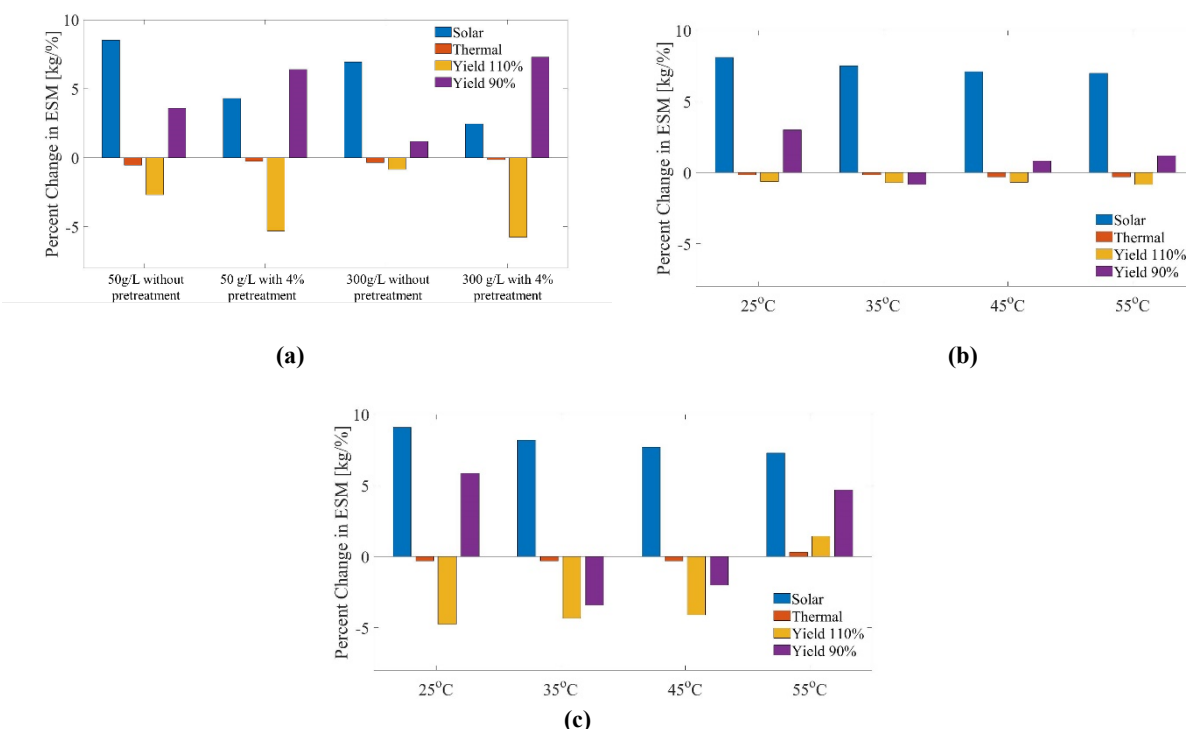 10
5
0
-5
Percent Change in ESM [kg/%]
Solar
Thermal
Yield 110%
Yield 90%
50g/L without
pretreatment
50 g/L with 4%
pretreatment
300g/L without
pretreatment
300 g/L with 4%
pretreatment
(a)
10
5
0
-5
Percent Change in ESM [kg/%]
Solar
Thermal
Yield 110%
Yield 90%
25°C
35°C
45°C
55°C
(b)
10
5
0
-5
Percent Change in ESM [kg/%]
Solar
Thermal
Yield 110%
Yield 90%
25°C
35°C
45°C
55°C
(c)